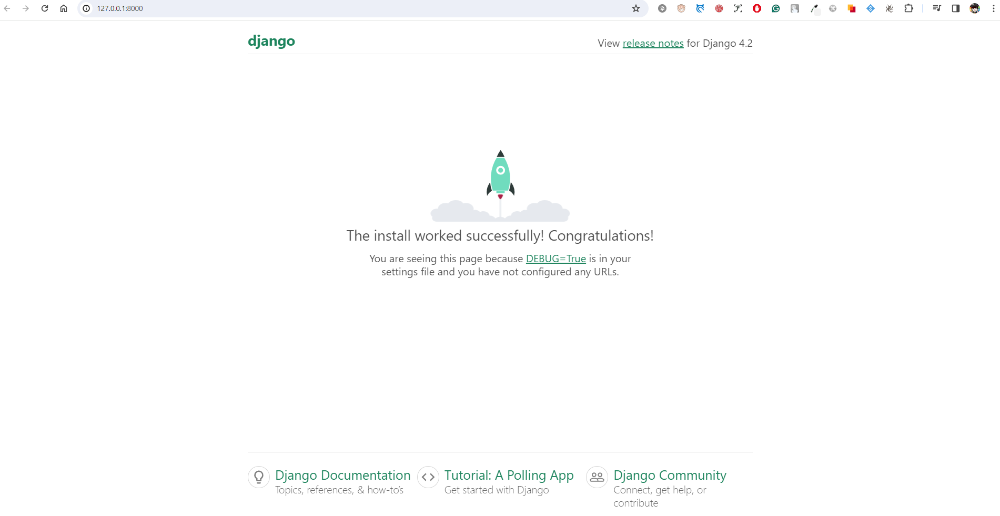 127.0.0.1:8000
django
View release notes for Django 4.2
The install worked successfully! Congratulations!
You are seeing this page because DEBUG=True is in your
settings file and you have not configured any URLs.
Django Documentation
Topics, references, & how-to’s
Tutorial: A Polling App
Get started with Django
Django Community
Connect, get help, or
contribute